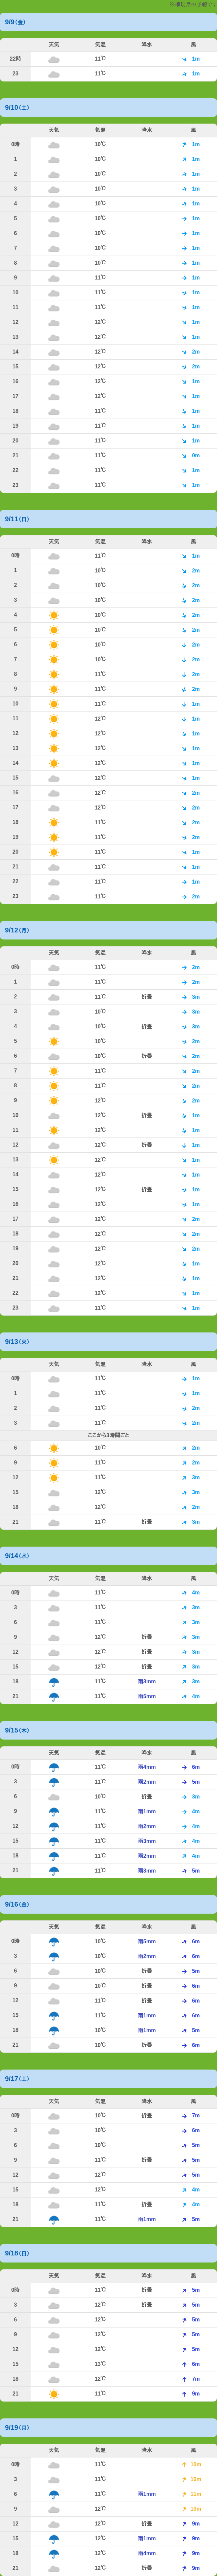 9/9(金)
天気 気温 降水 風
22時 11℃ 1m
23 11℃ 1m
9/10(土)
天気 気温 降水 風
0時 10℃ 1m
1 10℃ 1m
2 10℃ 1m
3 10℃ 1m
4 10℃ 1m
5 10℃ 1m
6 10℃ 1m
7 10℃ 1m
8 10℃ 1m
9 11℃ 1m
10 11℃ 1m
11 11℃ 1m
12 12℃ 1m
13 12℃ 1m
14 12℃ 2m
15 12℃ 2m
16 12℃ 1m
17 12℃ 1m
18 11℃ 1m
19 11℃ 1m
20 11℃ 1m
21 11℃ 0m
22 11℃ 1m
23 11℃ 1m
9/11(日)
天気 気温 降水 風
0時 11℃ 1m
1 10℃ 2m
2 10℃ 2m
3 10℃ 2m
4 10℃ 2m
5 10℃ 2m
6 10℃ 2m
7 10℃ 2m
8 11℃ 2m
9 11℃ 2m
10 11℃ 1m
11 12℃ 1m
12 12℃ 1m
13 12℃ 1m
14 12℃ 1m
15 12℃ 1m
16 12℃ 2m
17 12℃ 2m
18 11℃ 2m
19 11℃ 2m
20 11℃ 1m
21 11℃ 1m
22 11℃ 1m
23 11℃ 2m
9/12(月)
天気 気温 降水 風
0時 11℃ 2m
1 11℃ 2m
2 11℃ 折畳 3m
3 10℃ 3m
4 10℃ 折畳 3m
5 10℃ 2m
6 10℃ 折畳 2m
7 11℃ 2m
8 11℃ 2m
9 12℃ 2m
10 12℃ 折畳 1m
11 12℃ 1m
12 12℃ 折畳 1m
13 12℃ 1m
14 12℃ 1m
15 12℃ 折畳 1m
16 12℃ 1m
17 12℃ 2m
18 12℃ 2m
19 12℃ 2m
20 12℃ 1m
21 12℃ 1m
22 12℃ 1m
23 11℃ 1m
9/13(火)
天気 気温 降水 風
0時 11℃ 1m
1 11℃ 1m
2 11℃ 2m
3 11℃ 2m
ここから3時間ごと
6 10℃ 2m
9 11℃ 2m
12 11℃ 3m
15 12℃ 3m
18 12℃ 2m
21 11℃ 折畳 3m
9/14(水)
天気 気温 降水 風
0時 11℃ 4m
3 11℃ 3m
6 11℃ 3m
9 12℃ 折畳 3m
12 12℃ 折畳 3m
15 12℃ 折畳 3m
18 11℃ 雨3mm 3m
21 11℃ 雨5mm 4m
9/15(木)
天気 気温 降水 風
0時 11℃ 雨4mm 6m
3 11℃ 雨2mm 5m
6 10℃ 折畳 3m
9 11℃ 雨1mm 4m
12 11℃ 雨2mm 4m
15 11℃ 雨3mm 4m
18 11℃ 雨2mm 4m
21 11℃ 雨3mm 5m
9/16(金)
天気 気温 降水 風
0時 10℃ 雨5mm 6m
3 10℃ 雨2mm 6m
6 10℃ 折畳 5m
9 10℃ 折畳 6m
12 11℃ 折畳 6m
15 11℃ 雨1mm 6m
18 10℃ 雨1mm 5m
21 10℃ 折畳 6m
9/17(土)
天気 気温 降水 風
0時 10℃ 折畳 7m
3 10℃ 6m
6 10℃ 5m
9 11℃ 折畳 5m
12 12℃ 5m
15 12℃ 4m
18 11℃ 折畳 4m
21 11℃ 雨1mm 5m
9/18(日)
天気 気温 降水 風
0時 11℃ 折畳 5m
3 12℃ 折畳 5m
6 12℃ 5m
9 12℃ 5m
12 12℃ 5m
15 13℃ 6m
18 12℃ 7m
21 11℃ 9m
9/19(月)
天気 気温 降水 風
0時 11℃ 10m
3 11℃ 10m
6 11℃ 雨1mm 11m
9 12℃ 10m
12 12℃ 折畳 9m
15 12℃ 雨1mm 9m
18 12℃ 雨4mm 9m
21 12℃ 折畳 9m